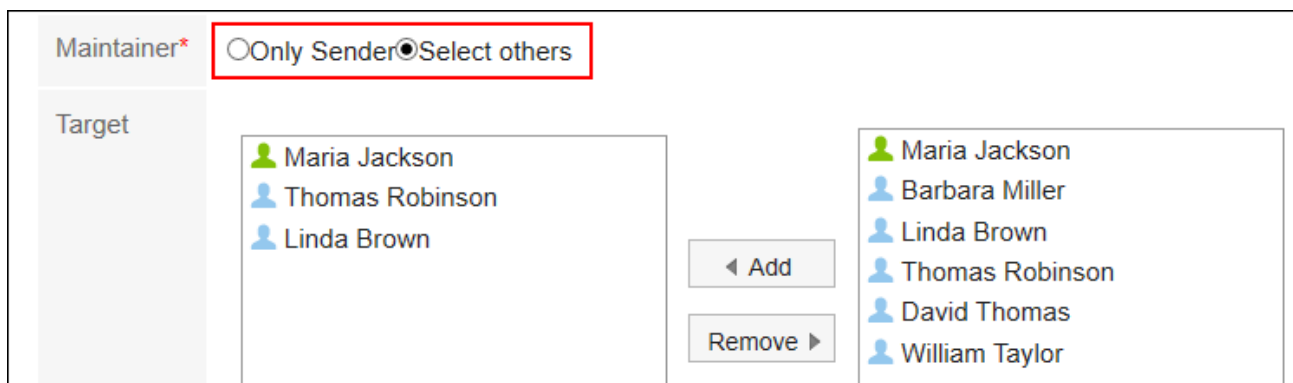 Maintainer* Only Sender Select others
Target
Maria Jackson
Thomas Robinson
Linda Brown
Add
Remove
Maria Jackson
Barbara Miller
Linda Brown
Thomas Robinson
David Thomas
William Taylor